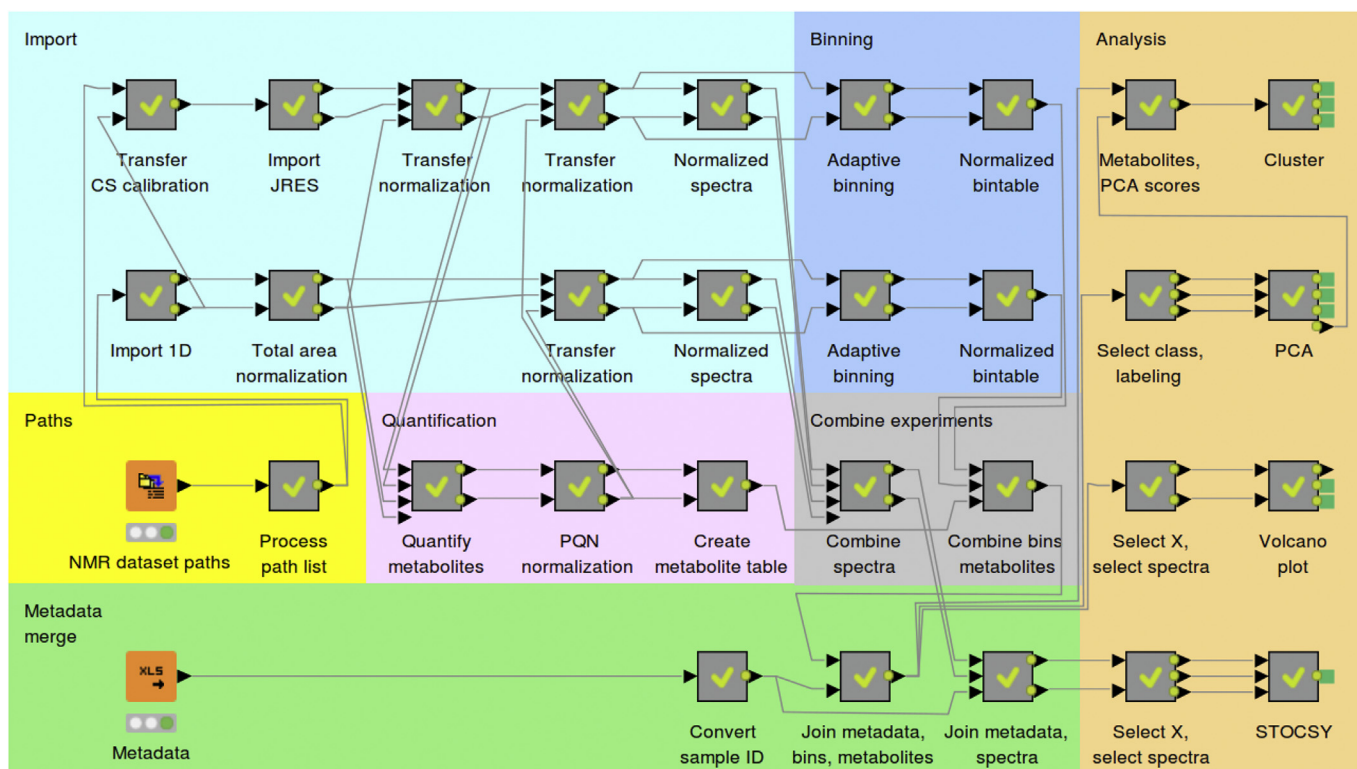 Import
Binning
Analysis
Transfer
CS calibration
Import
JRES
Transfer
normalization
Transfer
normalization
Normalized
spectra
Adaptive
binning
Normalized
bintable
Metabolites,
PCA scores
Cluster
Import 1D
Total area
normalization
Transfer
normalization
Normalized
spectra
Adaptive
binning
Normalized
bintable
Select class,
labeling
PCA
Paths
Quantification
Combine experiments
NMR dataset paths
Process
path list
Quantify
metabolites
PQN
normalization
Create
metabolite table
Combine
spectra
Combine bins
metabolites
Select X,
select spectra
Volcano
plot
Metadata
merge
XLS
Metadata
Convert
sample ID
Join metadata,
bins, metabolites
Join metadata,
spectra
Select X,
select spectra
STOCSY